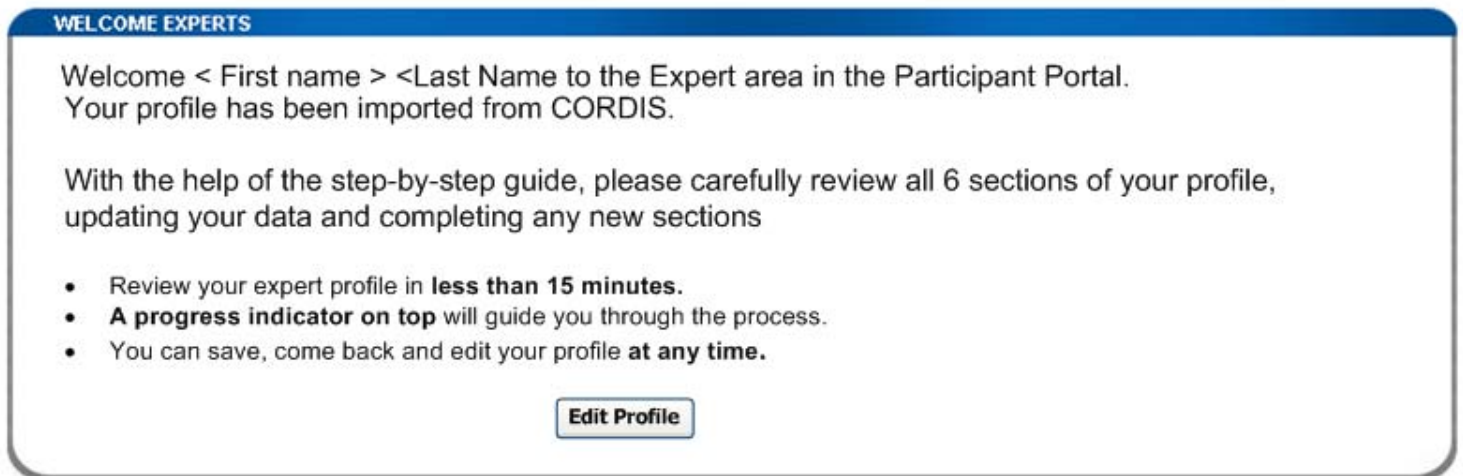 WELCOME EXPERTS
Welcome < First name > <Last Name to the Expert area in the Participant Portal.
Your profile has been imported from CORDIS.
With the help of the step-by-step guide, please carefully review all 6 sections of your profile,
updating your data and completing any new sections
• Review your expert profile in less than 15 minutes.
• A progress indicator on top will guide you through the process.
• You can save, come back and edit your profile at any time.
Edit Profile